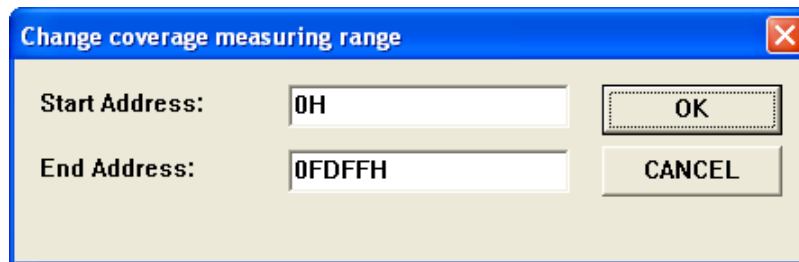 Change coverage measuring range
Start Address: 0H OK
End Address: 0FDFFH CANCEL